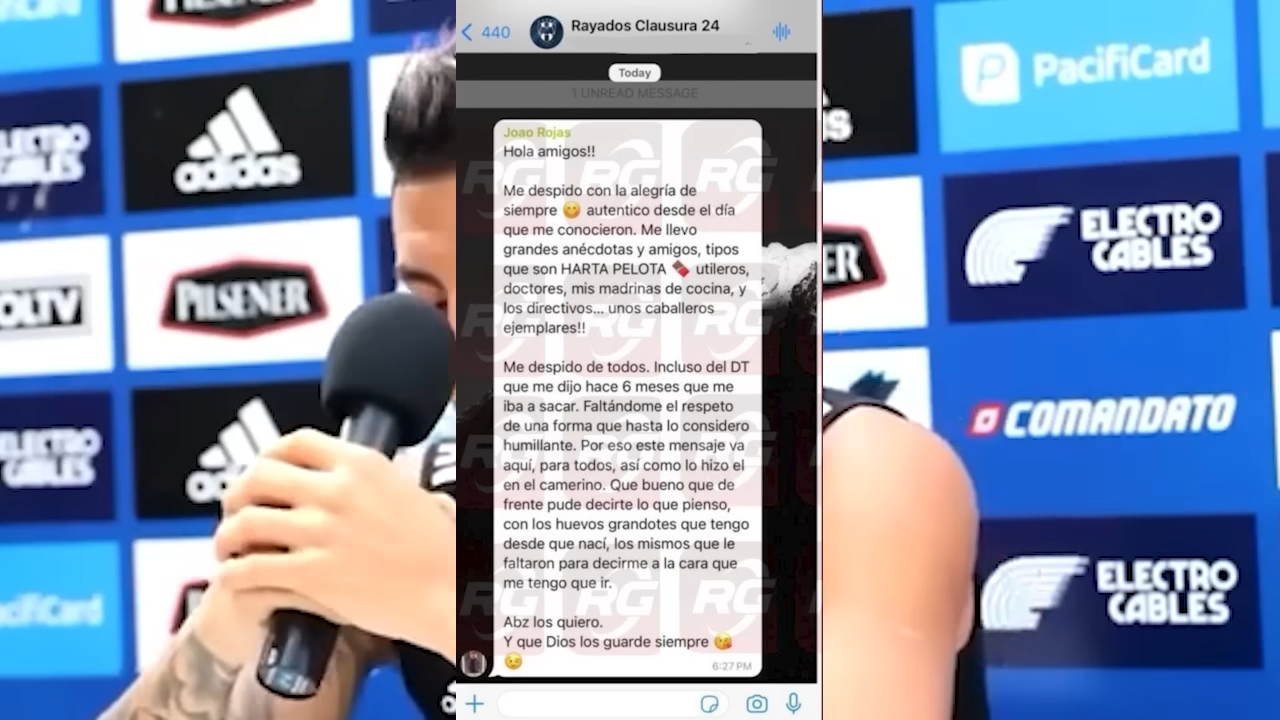 440
Rayados Clausura 24
Today
1 UNREAD MESSAGE
Joao Rojas
Hola amigos!!
Me despido con la alegría de
siempre 😋 autentico desde el día
que me conocieron. Me llevo
grandes anécdotas y amigos, tipos
que son HARTA PELOTA 🍫 utileros,
doctores, mis madrinas de cocina, y
los directivos... unos caballeros
ejemplares!!
Me despido de todos. Incluso del DT
que me dijo hace 6 meses que me
iba a sacar. Faltándome el respeto
de una forma que hasta lo considero
humillante. Por eso este mensaje va
aquí, para todos, así como lo hizo el
en el camerino. Que bueno que de
frente pude decirte lo que pienso,
con los huevos grandotes que tengo
desde que nací, los mismos que le
faltaron para decirme a la cara que
me tengo que ir.
Abz los quiero.
Y que Dios los guarde siempre 😘
😉
6:27 PM
RG
ELECTRO
CABLES
adidas
PILSENER
PacifiCard
PacifiCard
ELECTRO
CABLES
COMANDATO
ELECTRO
CABLES